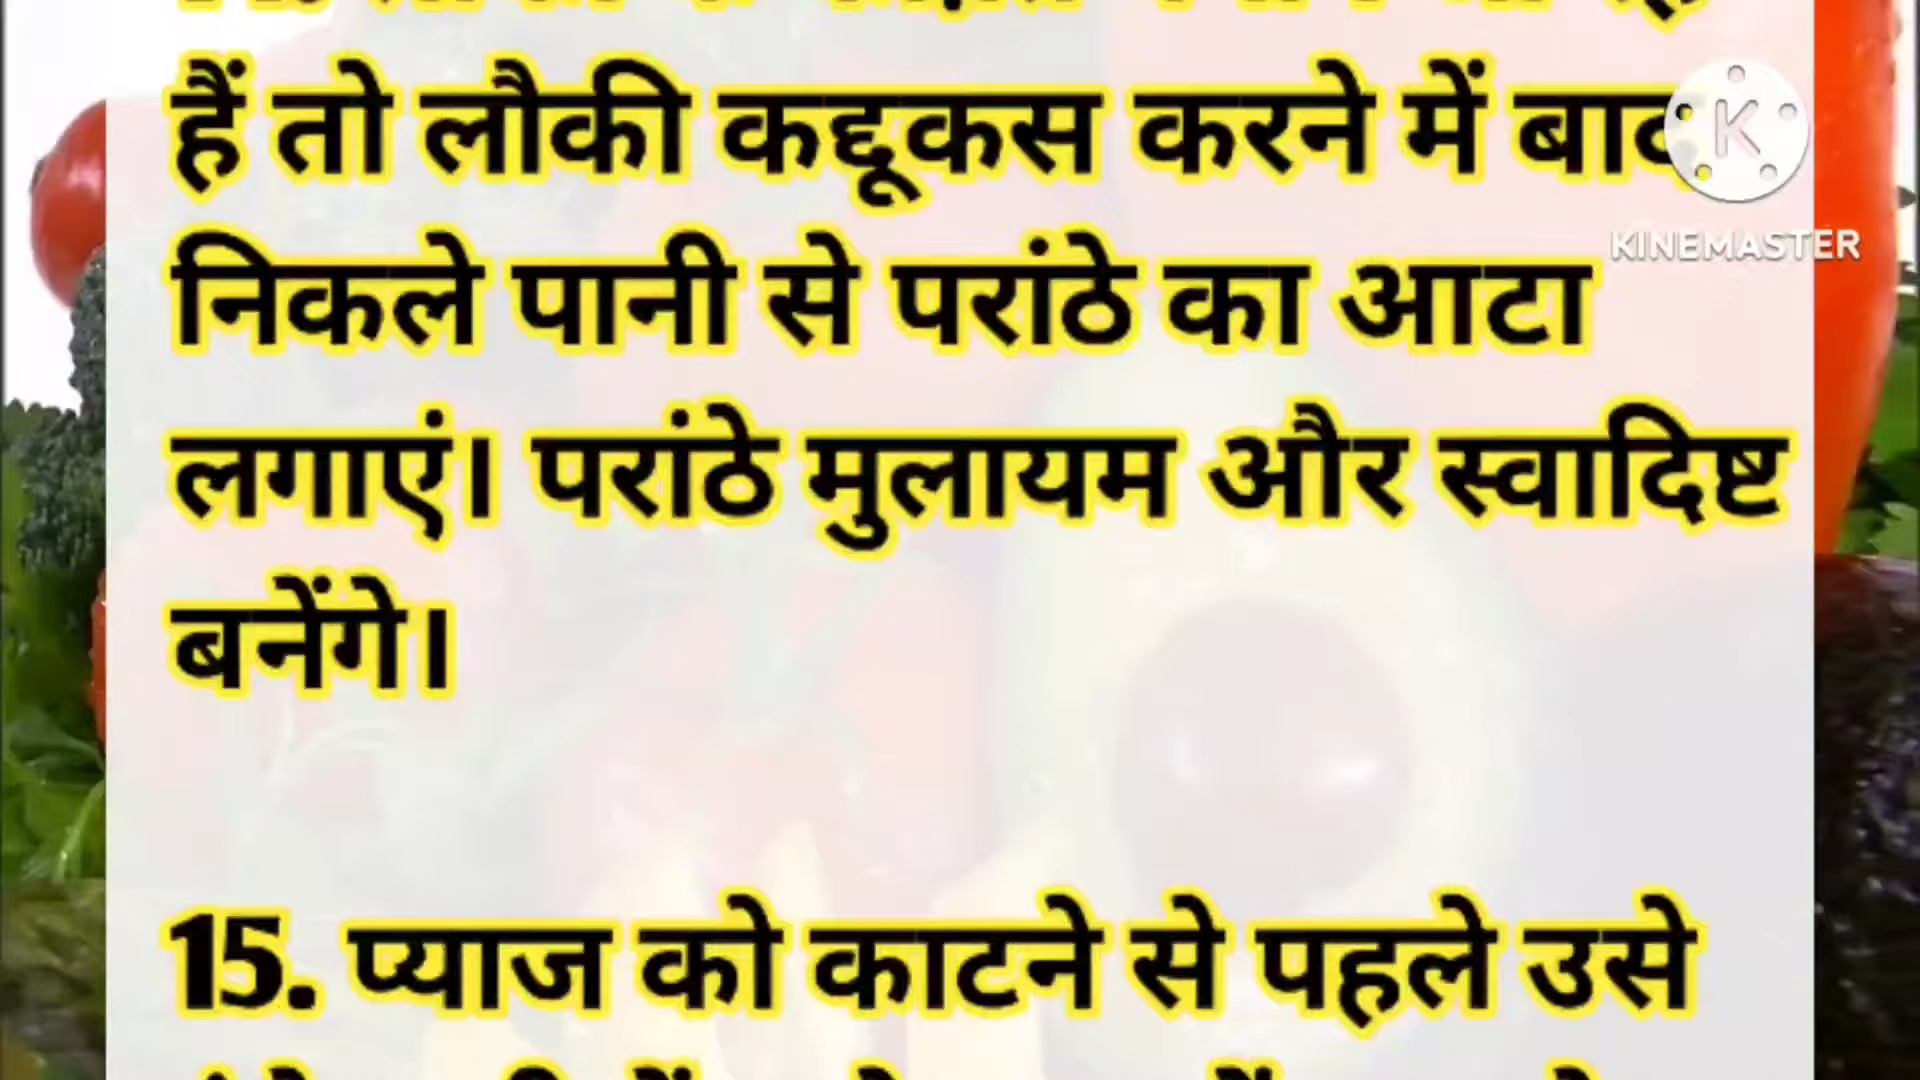 हैं तो लौकी कद्दूकस करने में बाद
KINEMASTER
निकले पानी से परांठे का आटा
लगाएं। परांठे मुलायम और स्वादिष्ट
बनेंगे।
15. प्याज को काटने से पहले उसे